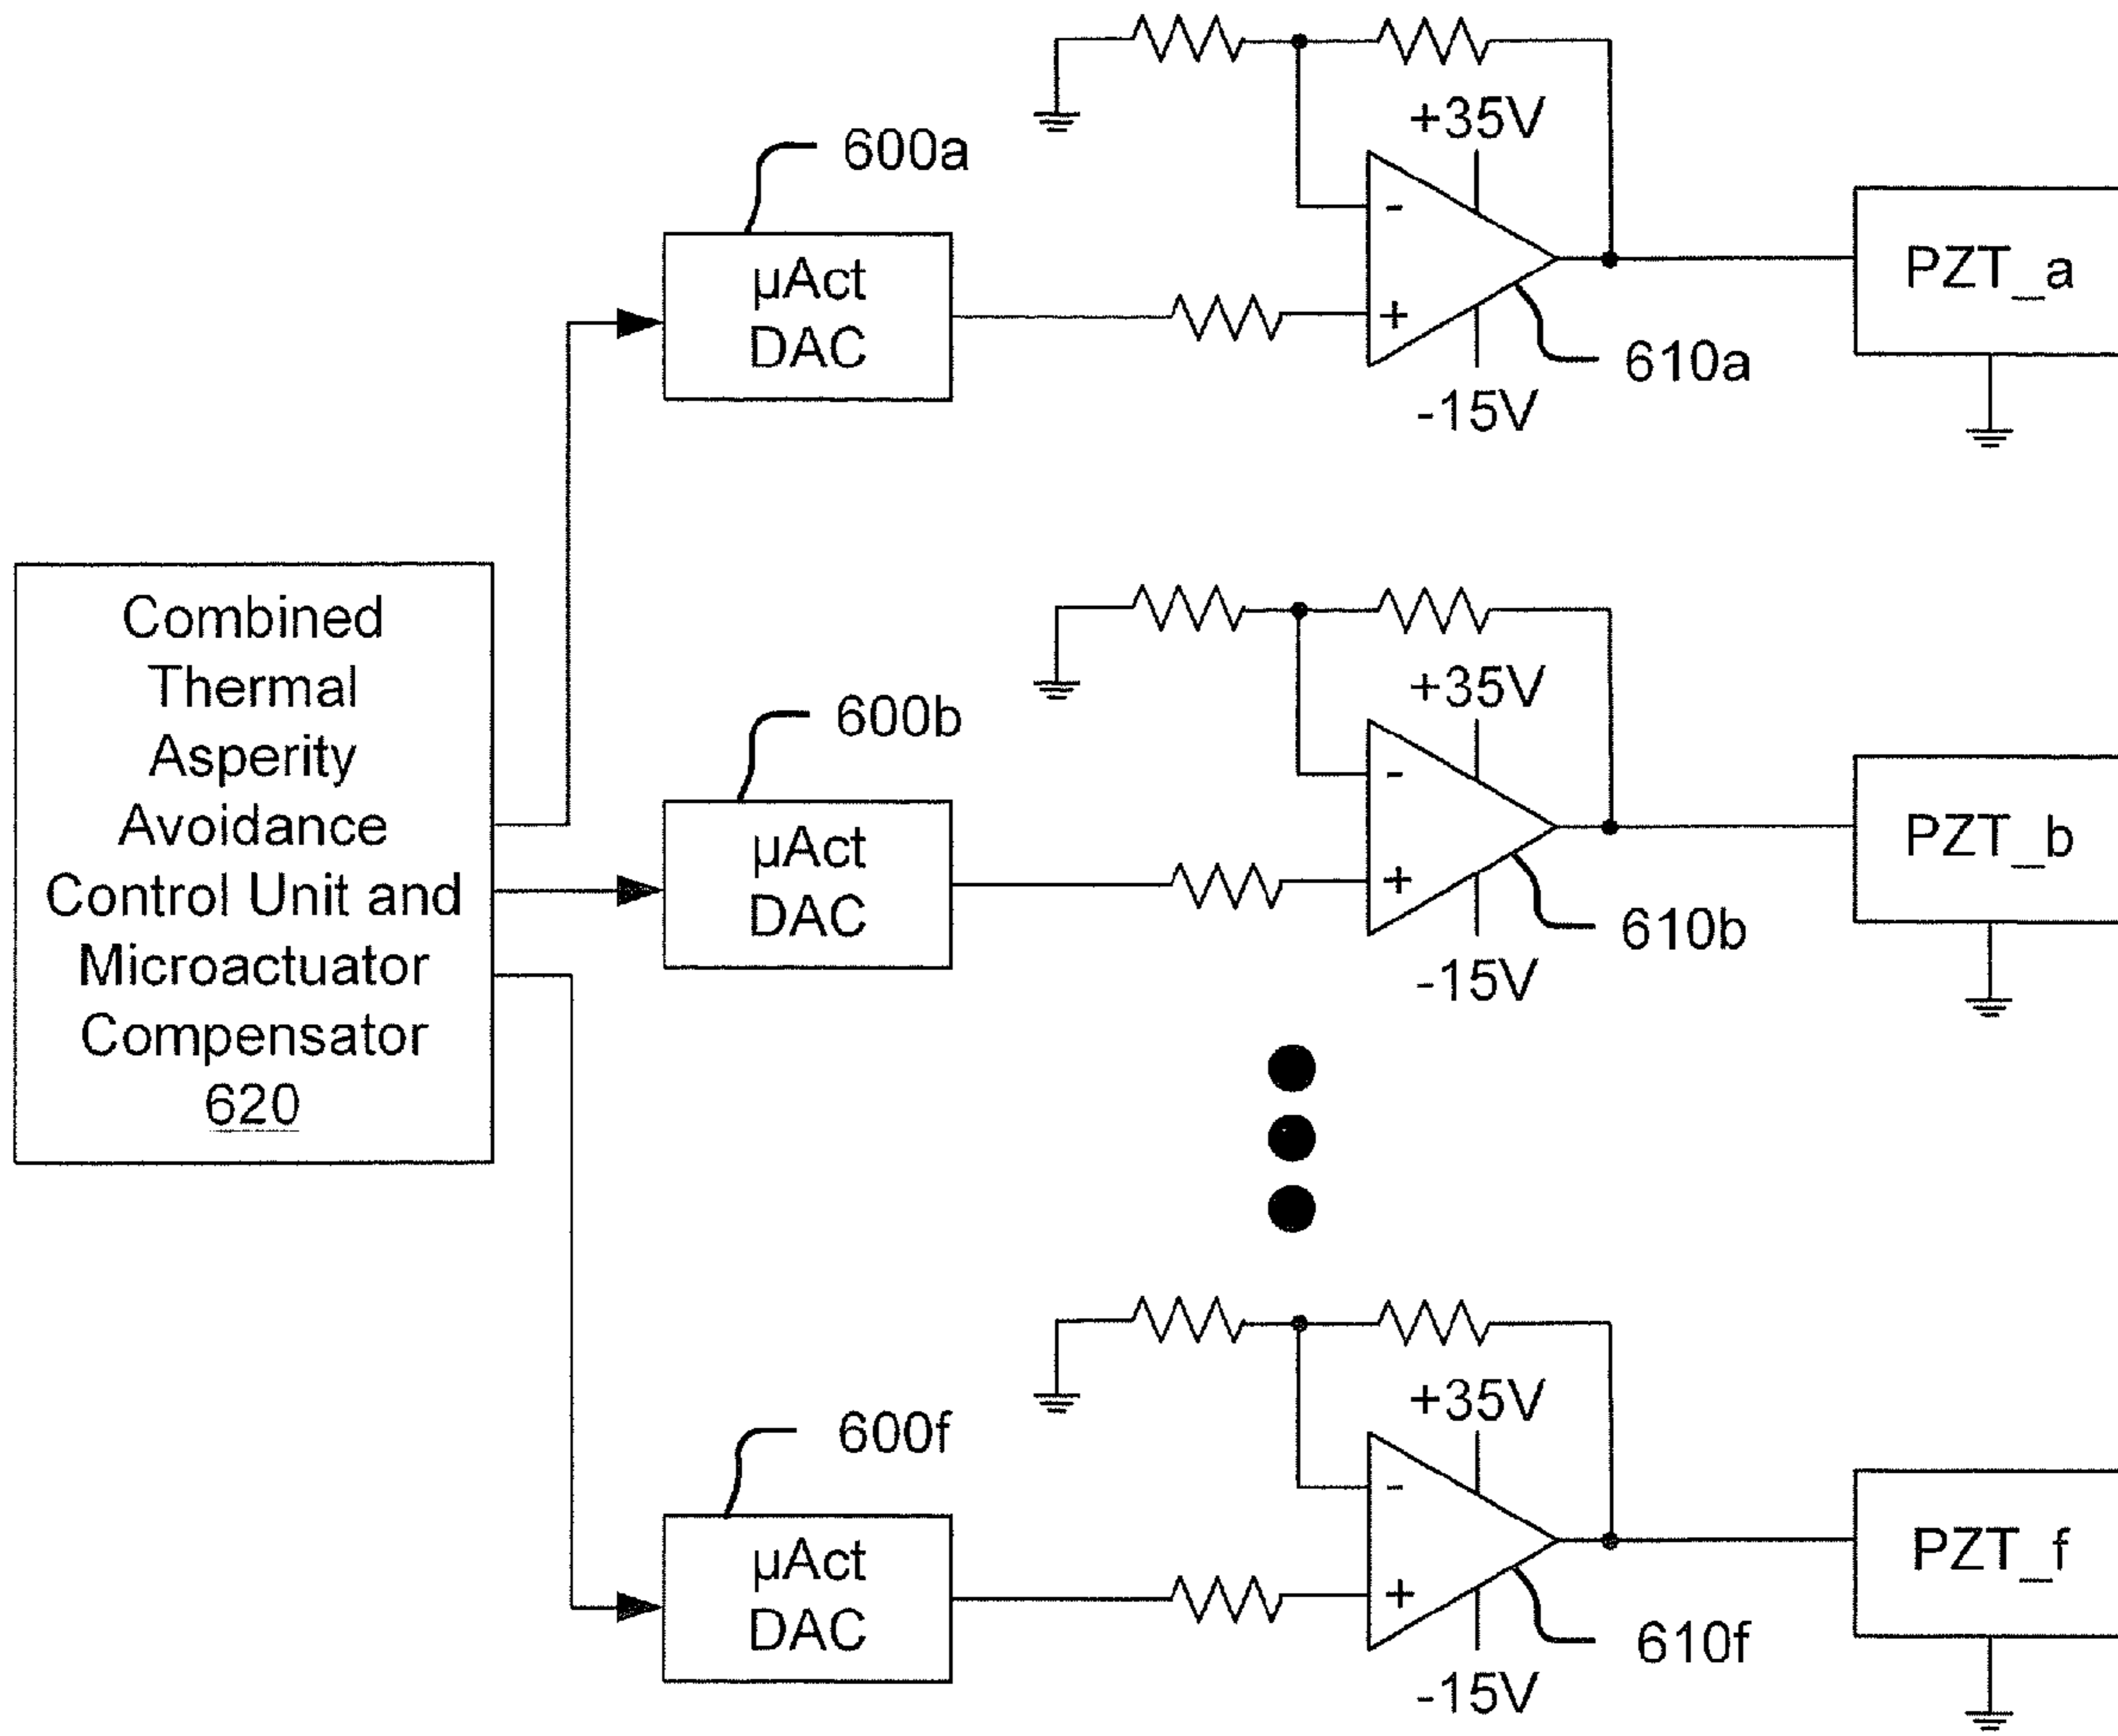 +35V
600a
µAct
DAC
-
+
610a
-15V
PZT_a
Combined
Thermal
Asperity
Avoidance
Control Unit and
Microactuator
Compensator
620
+35V
600b
µAct
DAC
-
+
610b
-15V
PZT_b
+35V
600f
µAct
DAC
-
+
610f
-15V
PZT_f